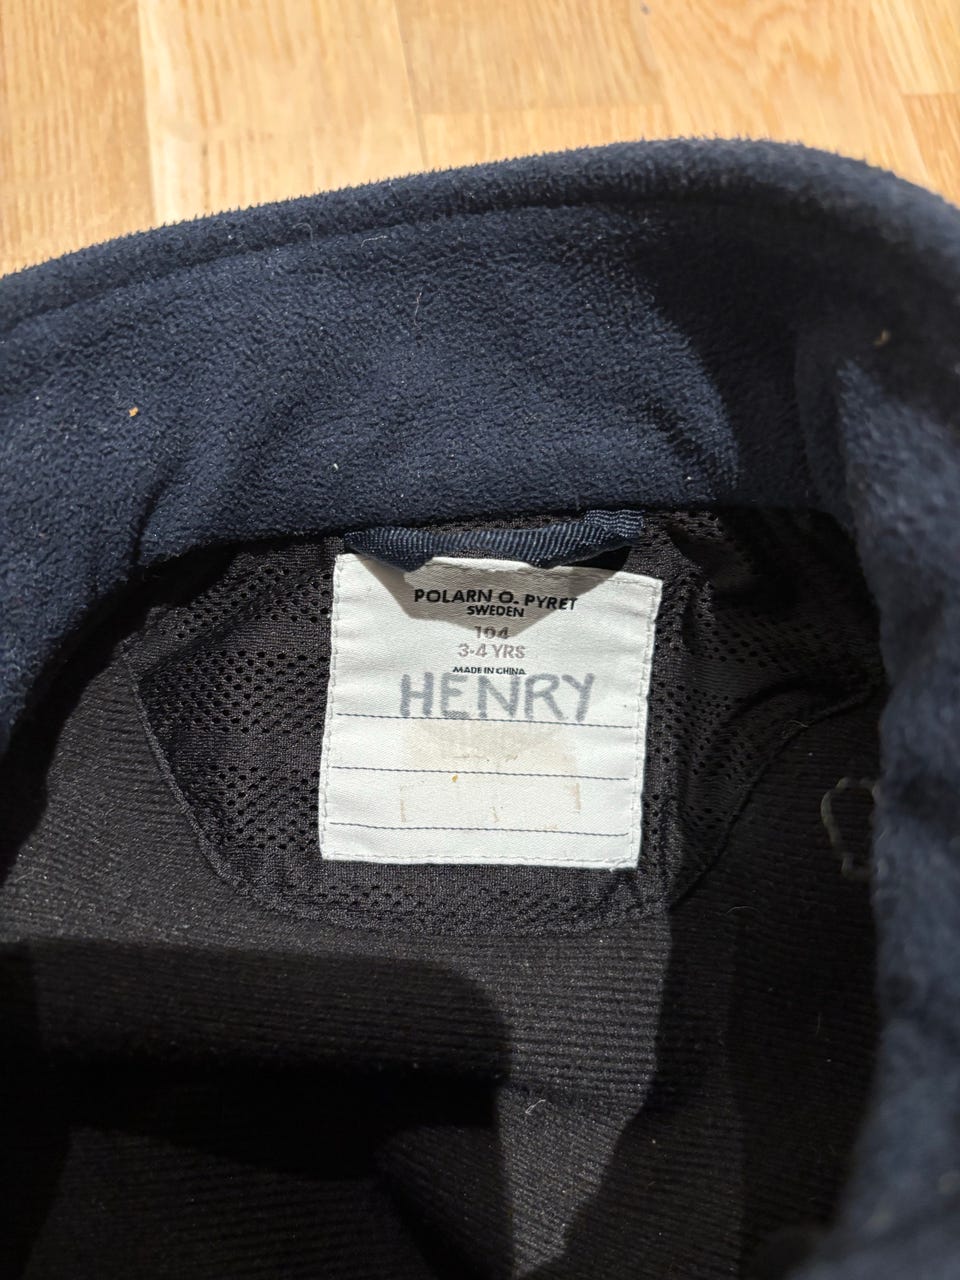 POLARN O. PYRET
SWEDEN
104
3-4 YRS
MADE IN CHINA
HENRY